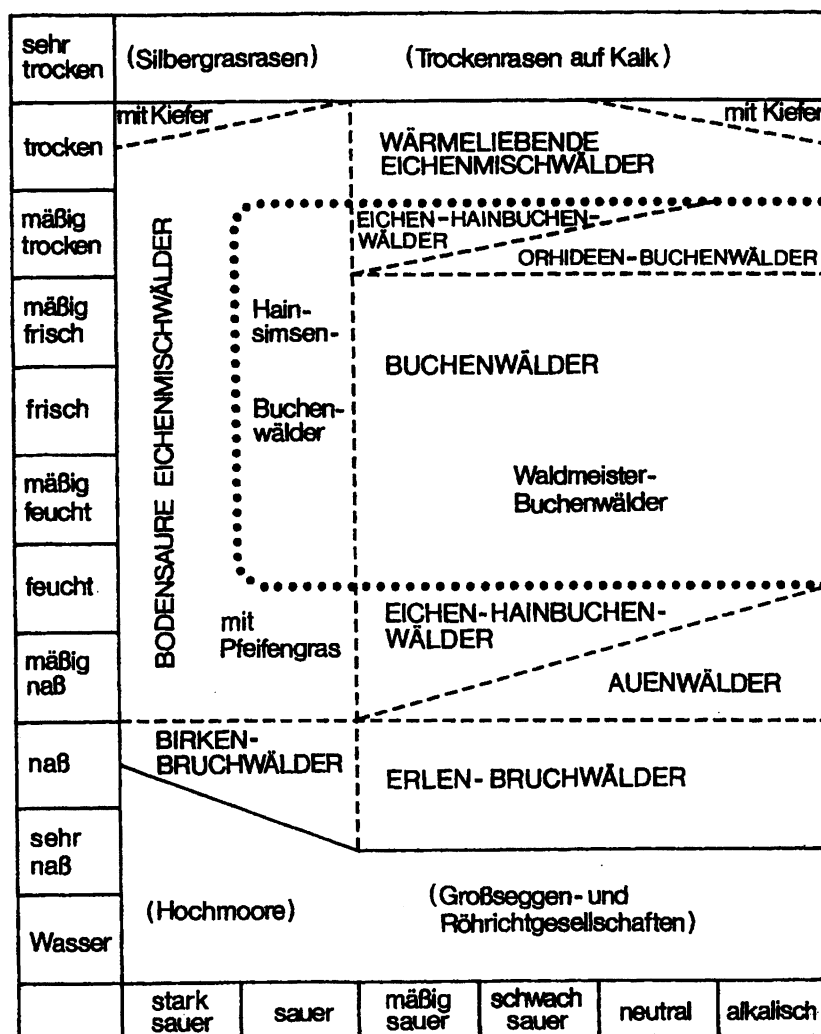 sehr
trocken
(Silbergrasrasen)
(Trockenrasen auf Kalk)
mit Kiefer
mit Kiefer
trocken
WÄRMELIEBENDE
EICHENMISCHWÄLDER
mäßig
trocken
EICHEN-HAINBUCHEN-
WÄLDER
ORHIDEEN-BUCHENWÄLDER
BODENSAURE EICHENMISCHWÄLDER
mäßig
frisch
Hain-
simsen-
BUCHENWÄLDER
frisch
Buchen-
wälder
mäßig
feucht
Waldmeister-
Buchenwälder
feucht
mit
Pfeifengras
EICHEN-HAINBUCHEN-
WÄLDER
mäßig
naß
AUENWÄLDER
naß
BIRKEN-
BRUCHWÄLDER
ERLEN-BRUCHWÄLDER
sehr
naß
(Hochmoore)
(Großseggen- und
Röhrichtgesellschaften)
Wasser
stark
sauer
sauer
mäßig
sauer
schwach
sauer
neutral
alkalisch